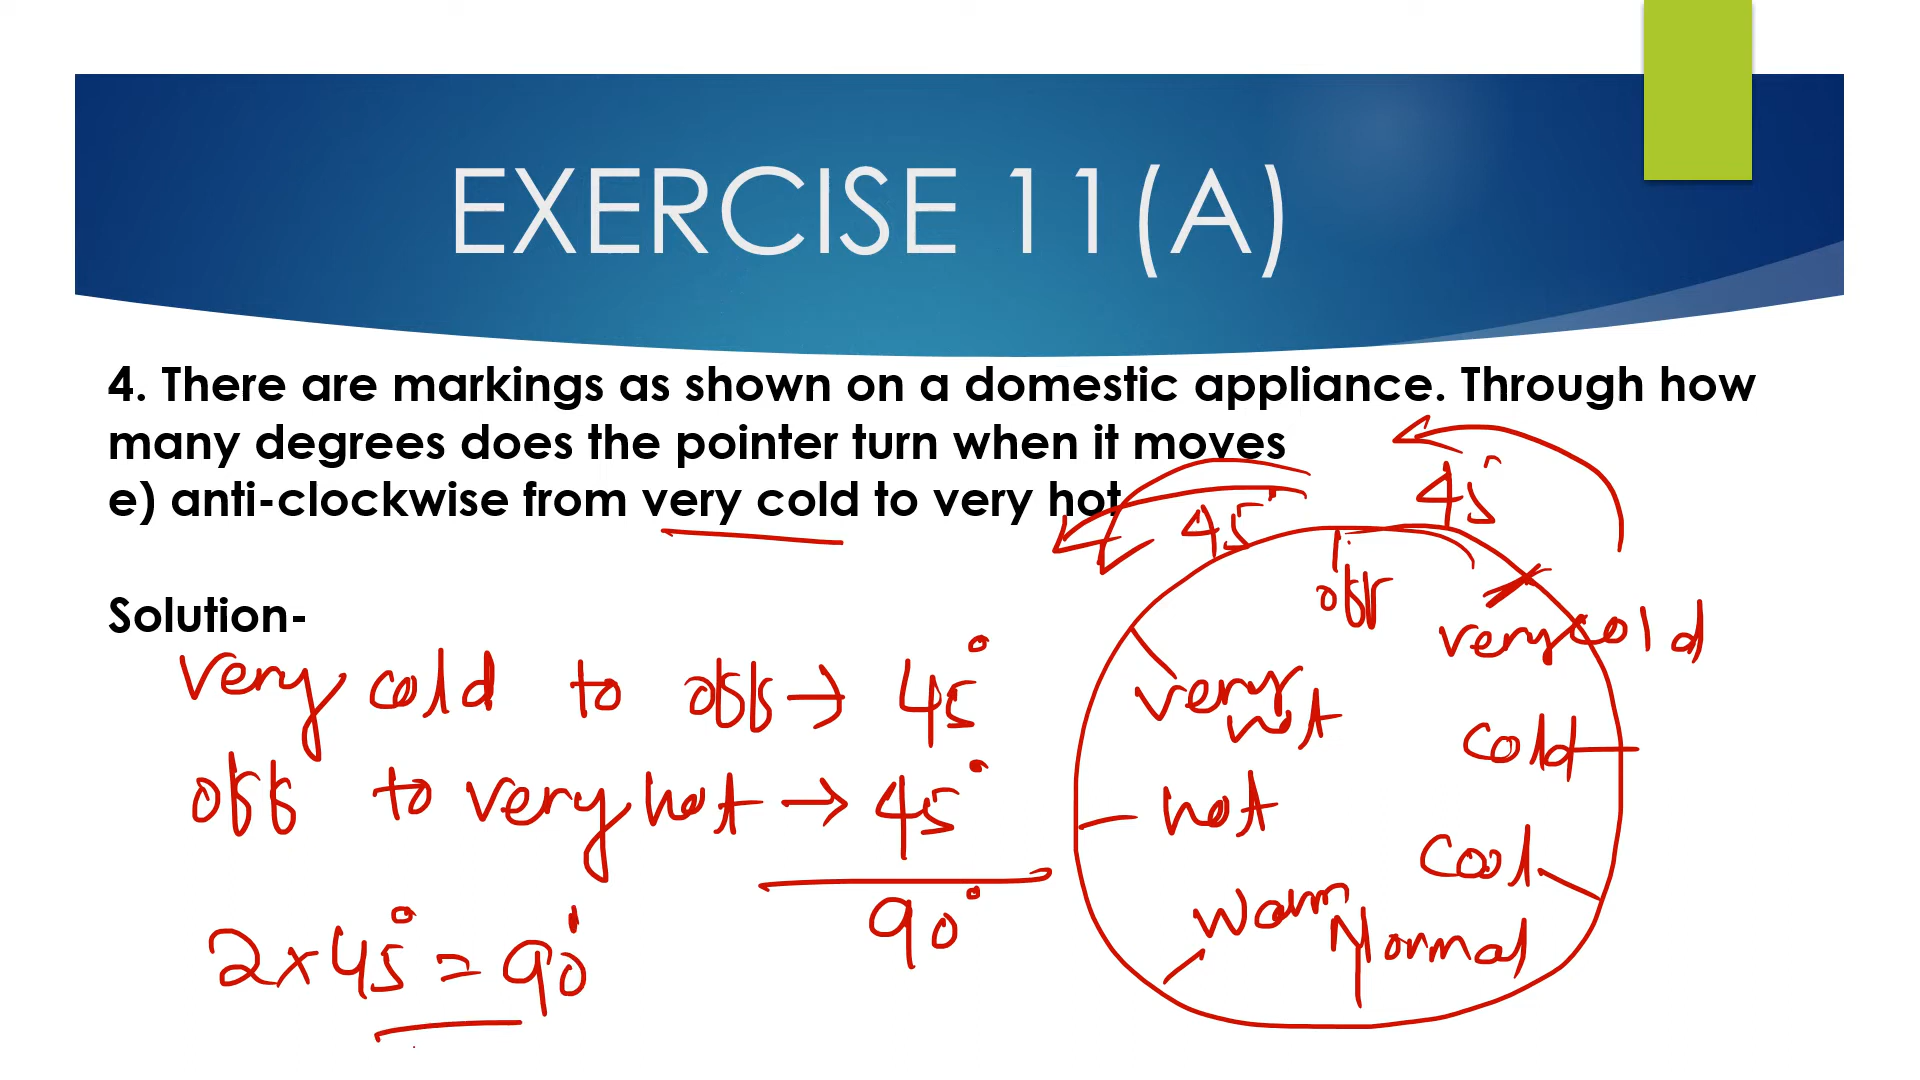 EXERCISE 11(A)
4. There are markings as shown on a domestic appliance. Through how
many degrees does the pointer turn when it moves
e) anti-clockwise from very cold to very hot
Solution-
very cold to off → 45°
off to very hot → 45°
90°
2 × 45° = 90°
45°
45°
off
very cold
very
hot
cold
hot
cool
warm
Normal